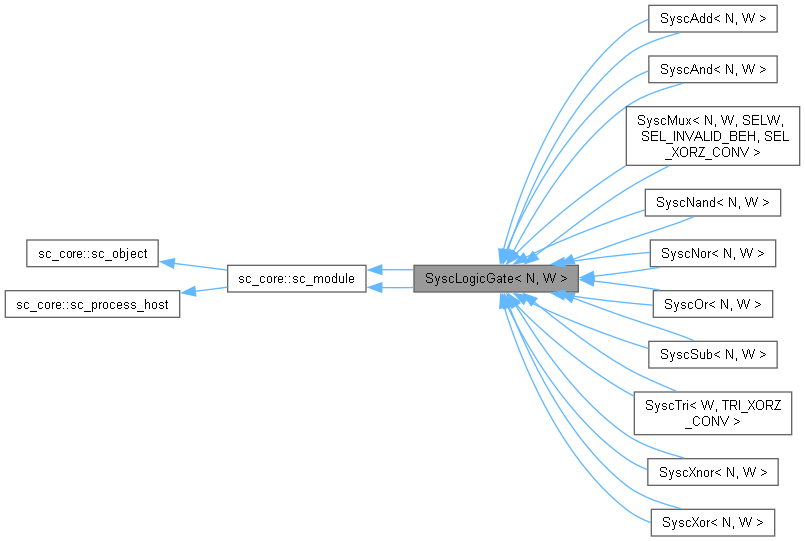 SyscAdd< N, W >
SyscAnd< N, W >
SyscMux< N, W, SELW,
SEL_INVALID_BEH, SEL
_XORZ_CONV >
SyscNand< N, W >
sc_core::sc_object
SyscNor< N, W >
sc_core::sc_module
SyscLogicGate< N, W >
sc_core::sc_process_host
SyscOr< N, W >
SyscSub< N, W >
SyscTri< W, TRI_XORZ
_CONV >
SyscXnor< N, W >
SyscXor< N, W >